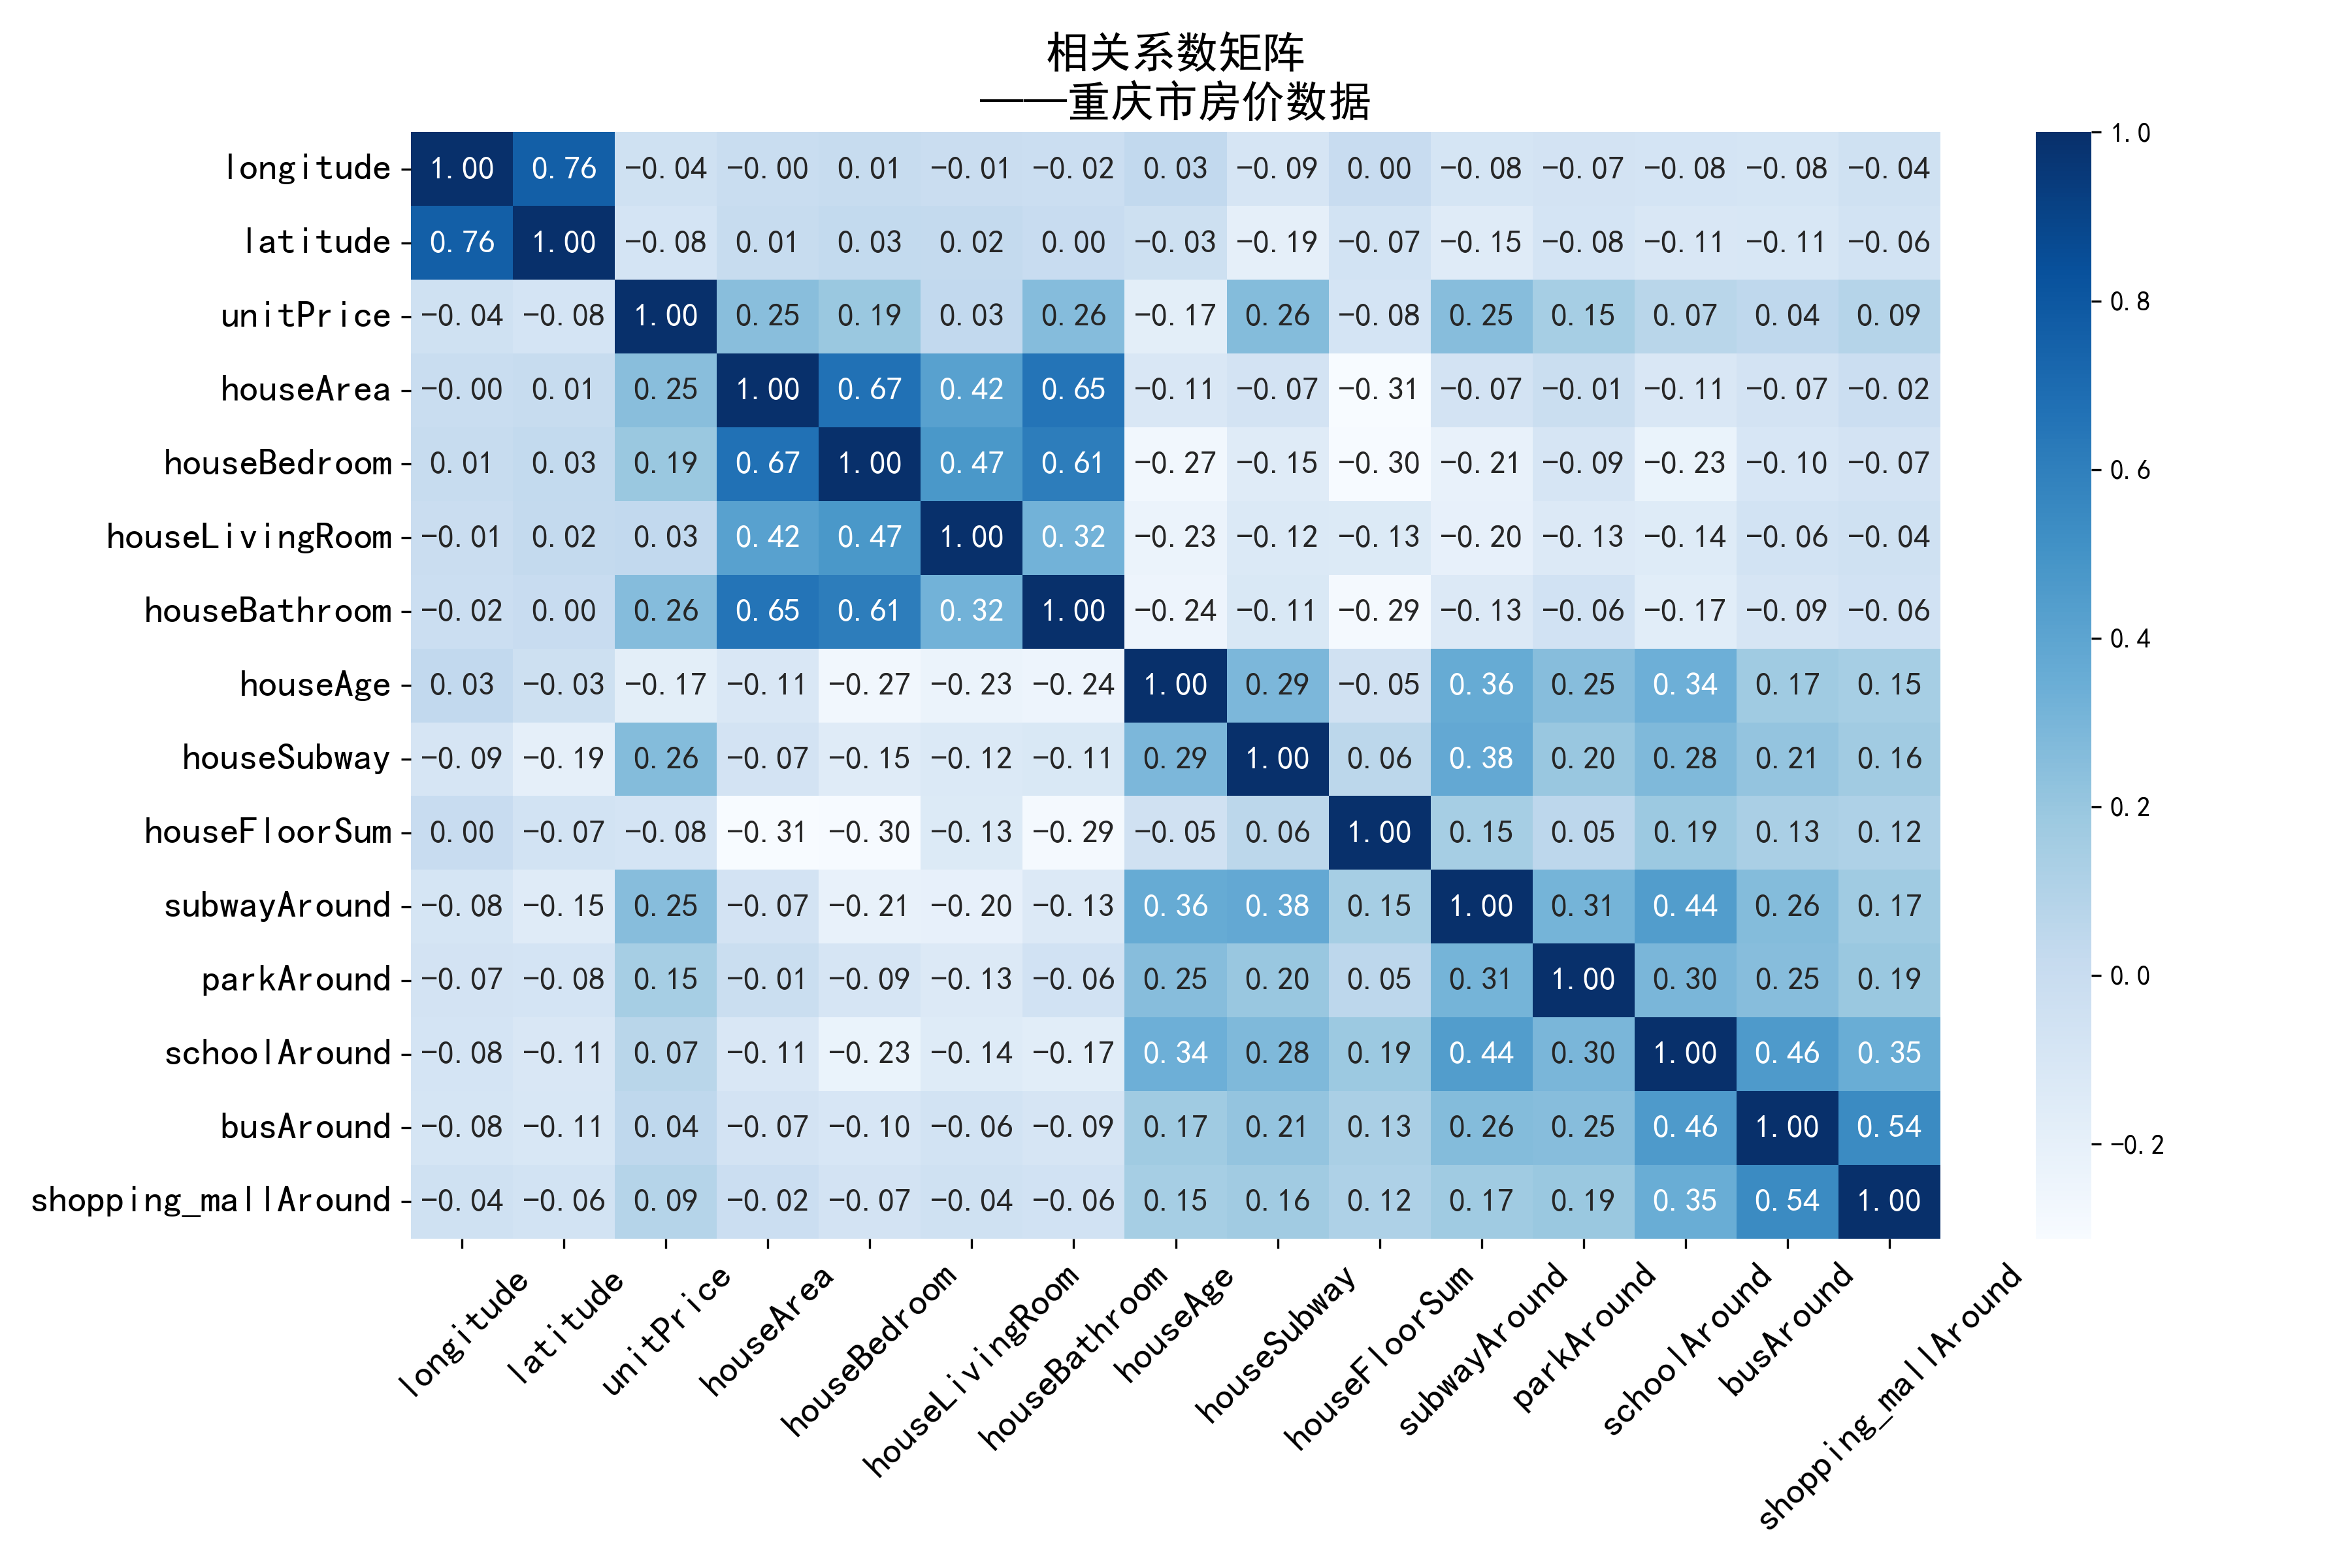 相关系数矩阵
——重庆市房价数据
longitude 1.00 0.76 -0.04 -0.00 0.01 -0.01 -0.02 0.03 -0.09 0.00 -0.08 -0.07 -0.08 -0.08 -0.04
latitude 0.76 1.00 -0.08 0.01 0.03 0.02 0.00 -0.03 -0.19 -0.07 -0.15 -0.08 -0.11 -0.11 -0.06
unitPrice -0.04 -0.08 1.00 0.25 0.19 0.03 0.26 -0.17 0.26 -0.08 0.25 0.15 0.07 0.04 0.09
houseArea -0.00 0.01 0.25 1.00 0.67 0.42 0.65 -0.11 -0.07 -0.31 -0.07 -0.01 -0.11 -0.07 -0.02
houseBedroom 0.01 0.03 0.19 0.67 1.00 0.47 0.61 -0.27 -0.15 -0.30 -0.21 -0.09 -0.23 -0.10 -0.07
houseLivingRoom -0.01 0.02 0.03 0.42 0.47 1.00 0.32 -0.23 -0.12 -0.13 -0.20 -0.13 -0.14 -0.06 -0.04
houseBathroom -0.02 0.00 0.26 0.65 0.61 0.32 1.00 -0.24 -0.11 -0.29 -0.13 -0.06 -0.17 -0.09 -0.06
houseAge 0.03 -0.03 -0.17 -0.11 -0.27 -0.23 -0.24 1.00 0.29 -0.05 0.36 0.25 0.34 0.17 0.15
houseSubway -0.09 -0.19 0.26 -0.07 -0.15 -0.12 -0.11 0.29 1.00 0.06 0.38 0.20 0.28 0.21 0.16
houseFloorSum 0.00 -0.07 -0.08 -0.31 -0.30 -0.13 -0.29 -0.05 0.06 1.00 0.15 0.05 0.19 0.13 0.12
subwayAround -0.08 -0.15 0.25 -0.07 -0.21 -0.20 -0.13 0.36 0.38 0.15 1.00 0.31 0.44 0.26 0.17
parkAround -0.07 -0.08 0.15 -0.01 -0.09 -0.13 -0.06 0.25 0.20 0.05 0.31 1.00 0.30 0.25 0.19
schoolAround -0.08 -0.11 0.07 -0.11 -0.23 -0.14 -0.17 0.34 0.28 0.19 0.44 0.30 1.00 0.46 0.35
busAround -0.08 -0.11 0.04 -0.07 -0.10 -0.06 -0.09 0.17 0.21 0.13 0.26 0.25 0.46 1.00 0.54
shopping_mallAround -0.04 -0.06 0.09 -0.02 -0.07 -0.04 -0.06 0.15 0.16 0.12 0.17 0.19 0.35 0.54 1.00
longitude
latitude
unitPrice
houseArea
houseBedroom
houseLivingRoom
houseBathroom
houseAge
houseSubway
houseFloorSum
subwayAround
parkAround
schoolAround
busAround
shopping_mallAround
1.0
0.8
0.6
0.4
0.2
0.0
-0.2